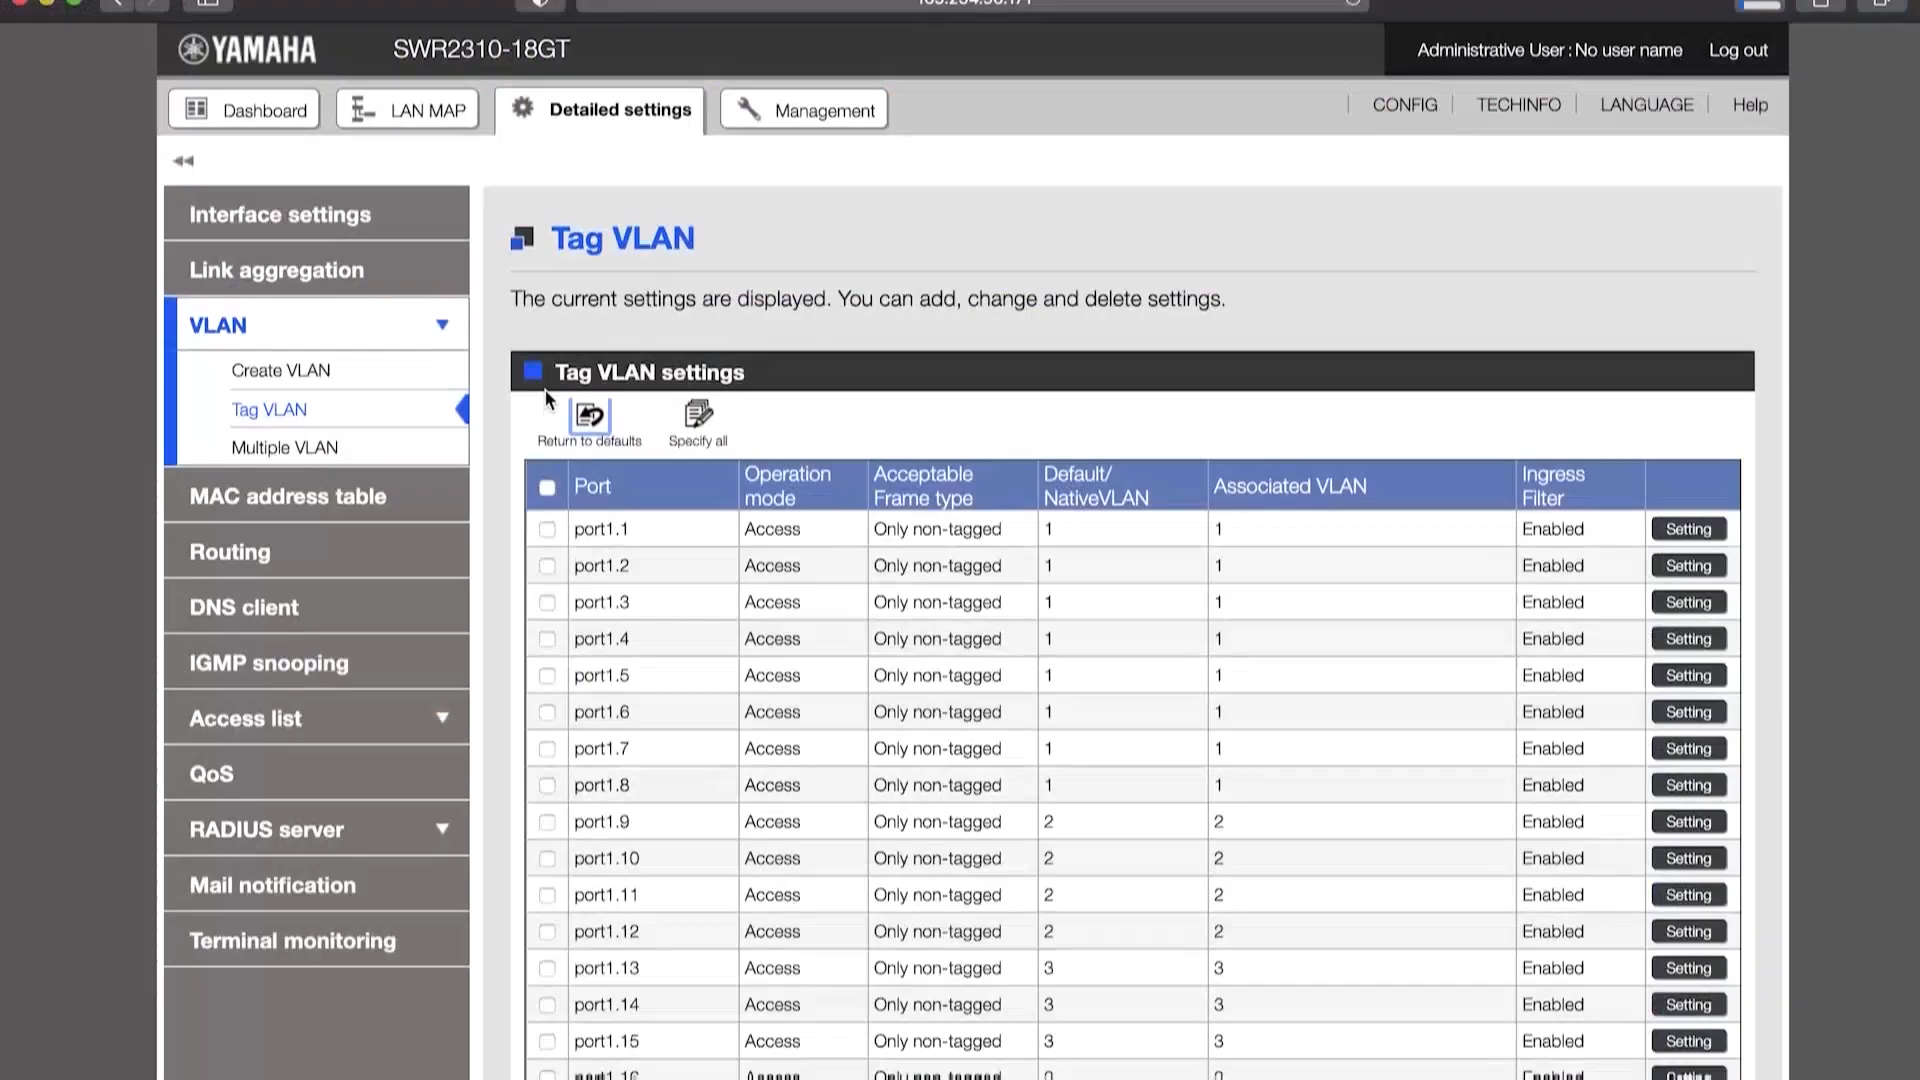 YAMAHA SWR2310-18GT Administrative User : No user name Log out
Dashboard LAN MAP Detailed settings Management CONFIG TECHINFO LANGUAGE Help
Interface settings
Link aggregation
VLAN
Create VLAN
Tag VLAN
Multiple VLAN
MAC address table
Routing
DNS client
IGMP snooping
Access list
QoS
RADIUS server
Mail notification
Terminal monitoring
Tag VLAN
The current settings are displayed. You can add, change and delete settings.
Tag VLAN settings
Return to defaults Specify all
Port Operation mode Acceptable Frame type Default/ NativeVLAN Associated VLAN Ingress Filter
port1.1 Access Only non-tagged 1 1 Enabled Setting
port1.2 Access Only non-tagged 1 1 Enabled Setting
port1.3 Access Only non-tagged 1 1 Enabled Setting
port1.4 Access Only non-tagged 1 1 Enabled Setting
port1.5 Access Only non-tagged 1 1 Enabled Setting
port1.6 Access Only non-tagged 1 1 Enabled Setting
port1.7 Access Only non-tagged 1 1 Enabled Setting
port1.8 Access Only non-tagged 1 1 Enabled Setting
port1.9 Access Only non-tagged 2 2 Enabled Setting
port1.10 Access Only non-tagged 2 2 Enabled Setting
port1.11 Access Only non-tagged 2 2 Enabled Setting
port1.12 Access Only non-tagged 2 2 Enabled Setting
port1.13 Access Only non-tagged 3 3 Enabled Setting
port1.14 Access Only non-tagged 3 3 Enabled Setting
port1.15 Access Only non-tagged 3 3 Enabled Setting